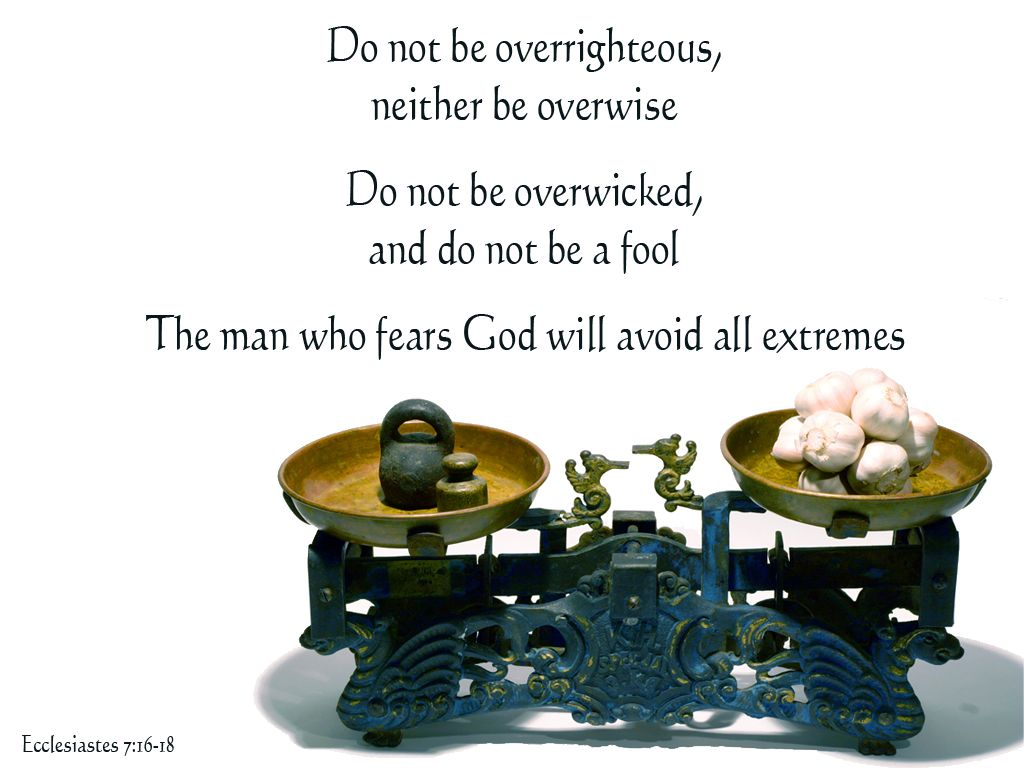 Do not be overrighteous,
neither be overwise
Do not be overwicked,
and do not be a fool
The man who fears God will avoid all extremes
Ecclesiastes 7:16-18